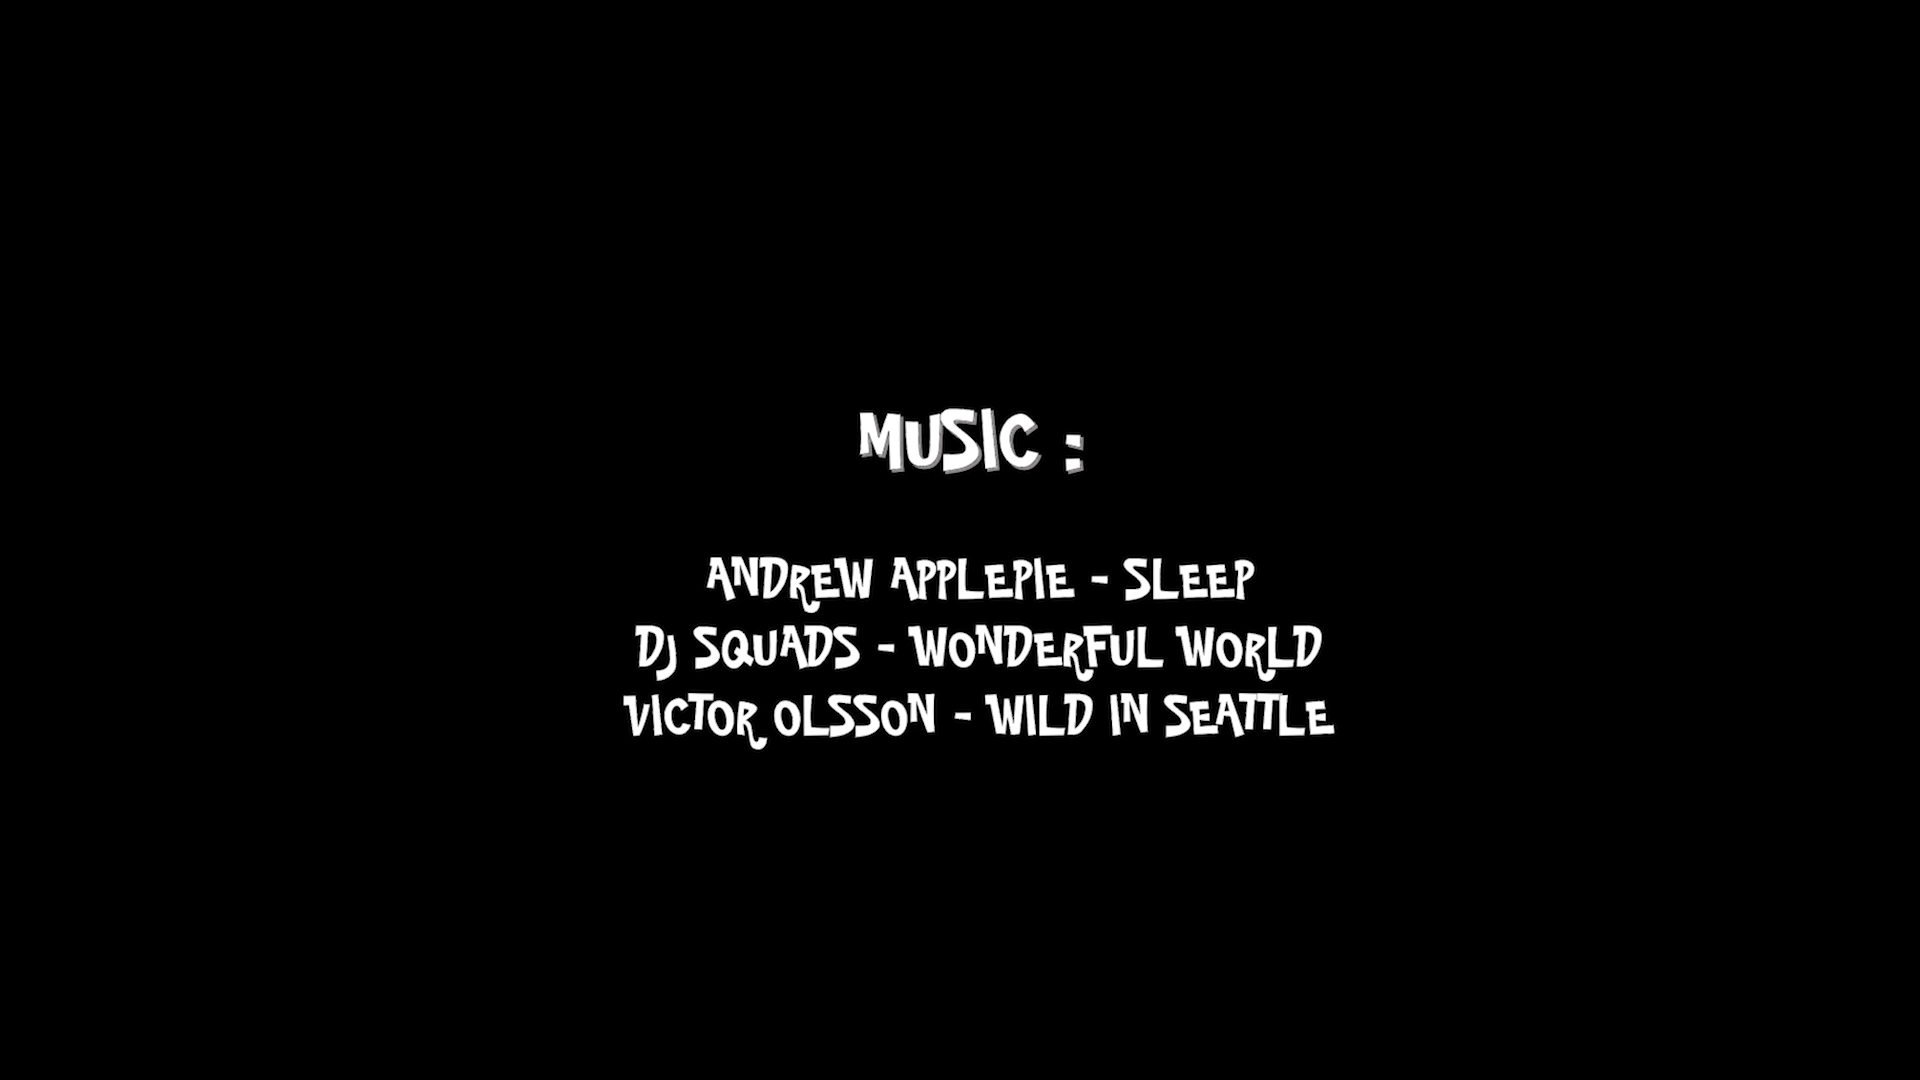 MUSIC :
ANDREW APPLEPIE - SLEEP
DJ SQUADS - WONDERFUL WORLD
VICTOR OLSSON - WILD IN SEATTLE